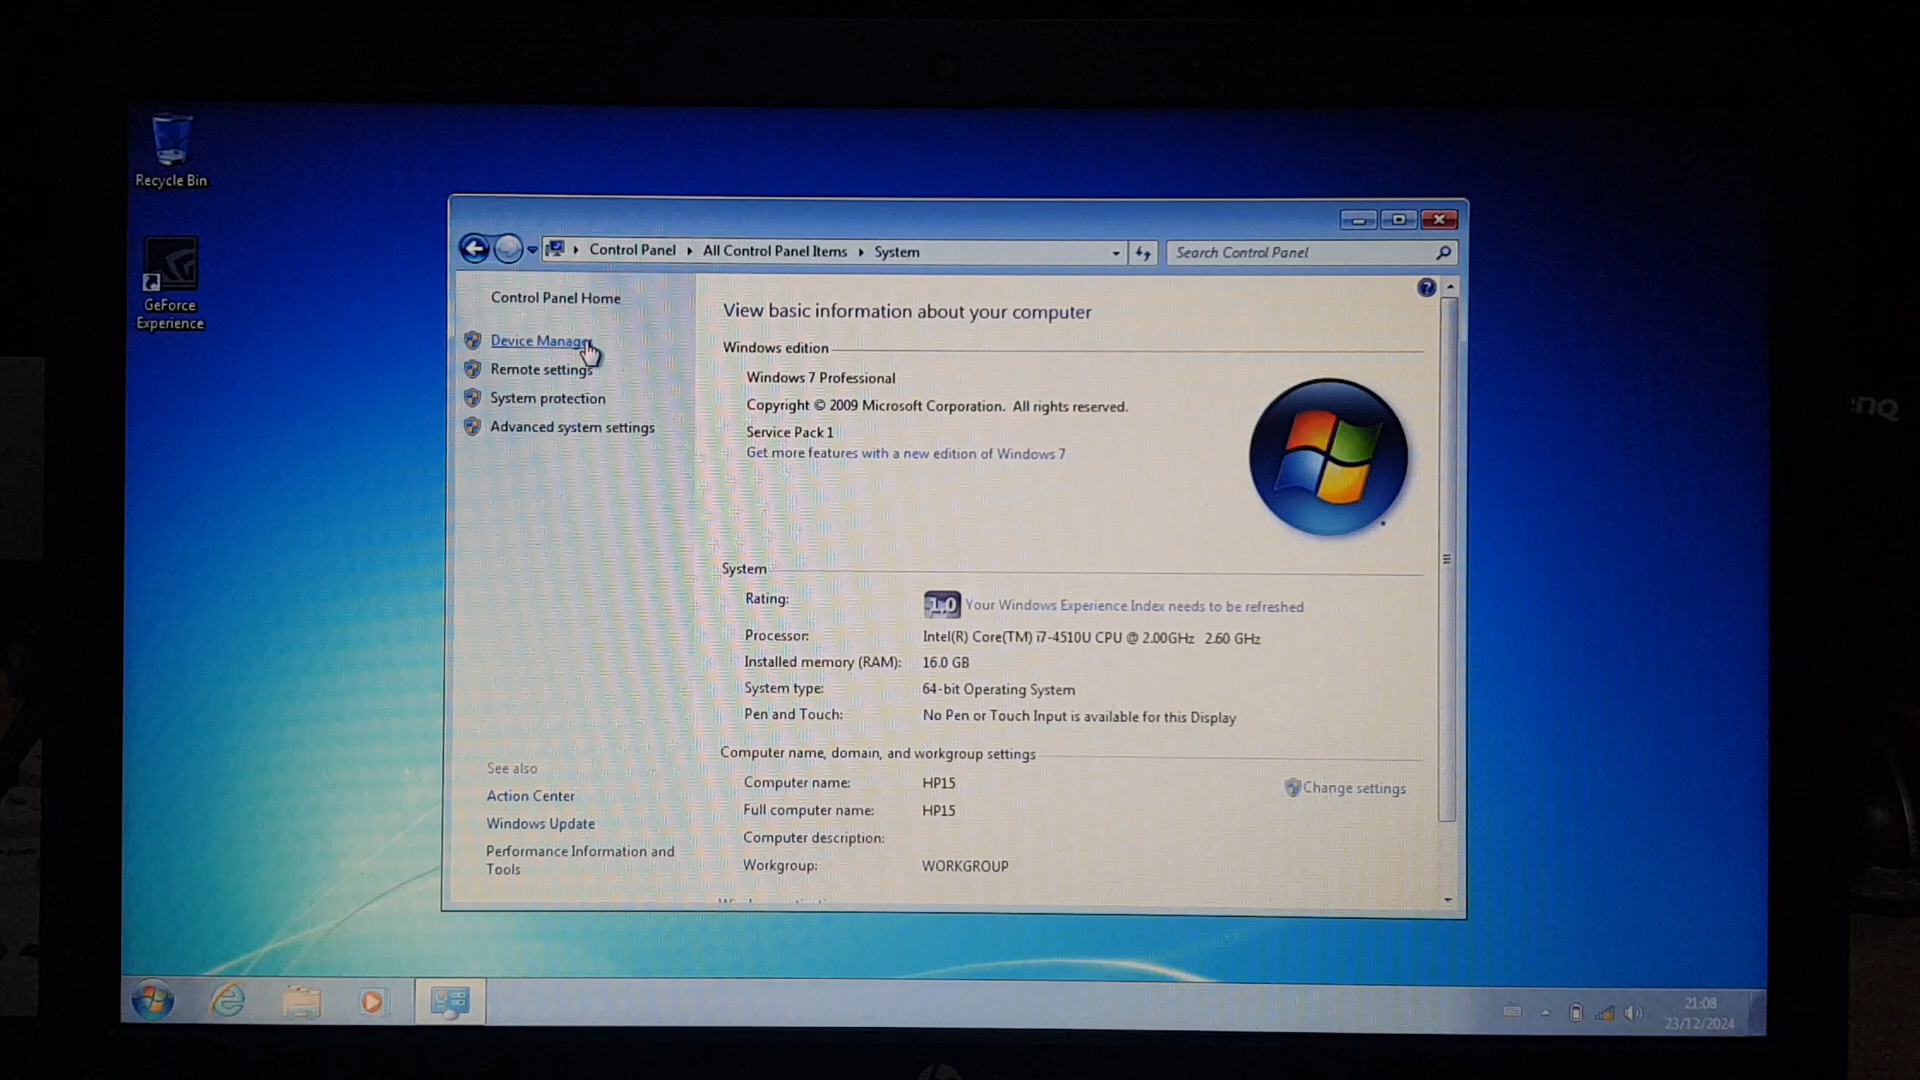 Recycle Bin
GeForce
Experience
Control Panel
All Control Panel Items
System
Search Control Panel
Control Panel Home
Device Manager
Remote settings
System protection
Advanced system settings
See also
Action Center
Windows Update
Performance Information and
Tools
View basic information about your computer
Windows edition
Windows 7 Professional
Copyright © 2009 Microsoft Corporation. All rights reserved.
Service Pack 1
Get more features with a new edition of Windows 7
System
Rating: 1,0 Your Windows Experience Index needs to be refreshed
Processor: Intel(R) Core(TM) i7-4510U CPU @ 2.00GHz 2.60 GHz
Installed memory (RAM): 16.0 GB
System type: 64-bit Operating System
Pen and Touch: No Pen or Touch Input is available for this Display
Computer name, domain, and workgroup settings
Computer name: HP15
Change settings
Full computer name: HP15
Computer description:
Workgroup: WORKGROUP
21:08
23/12/2024